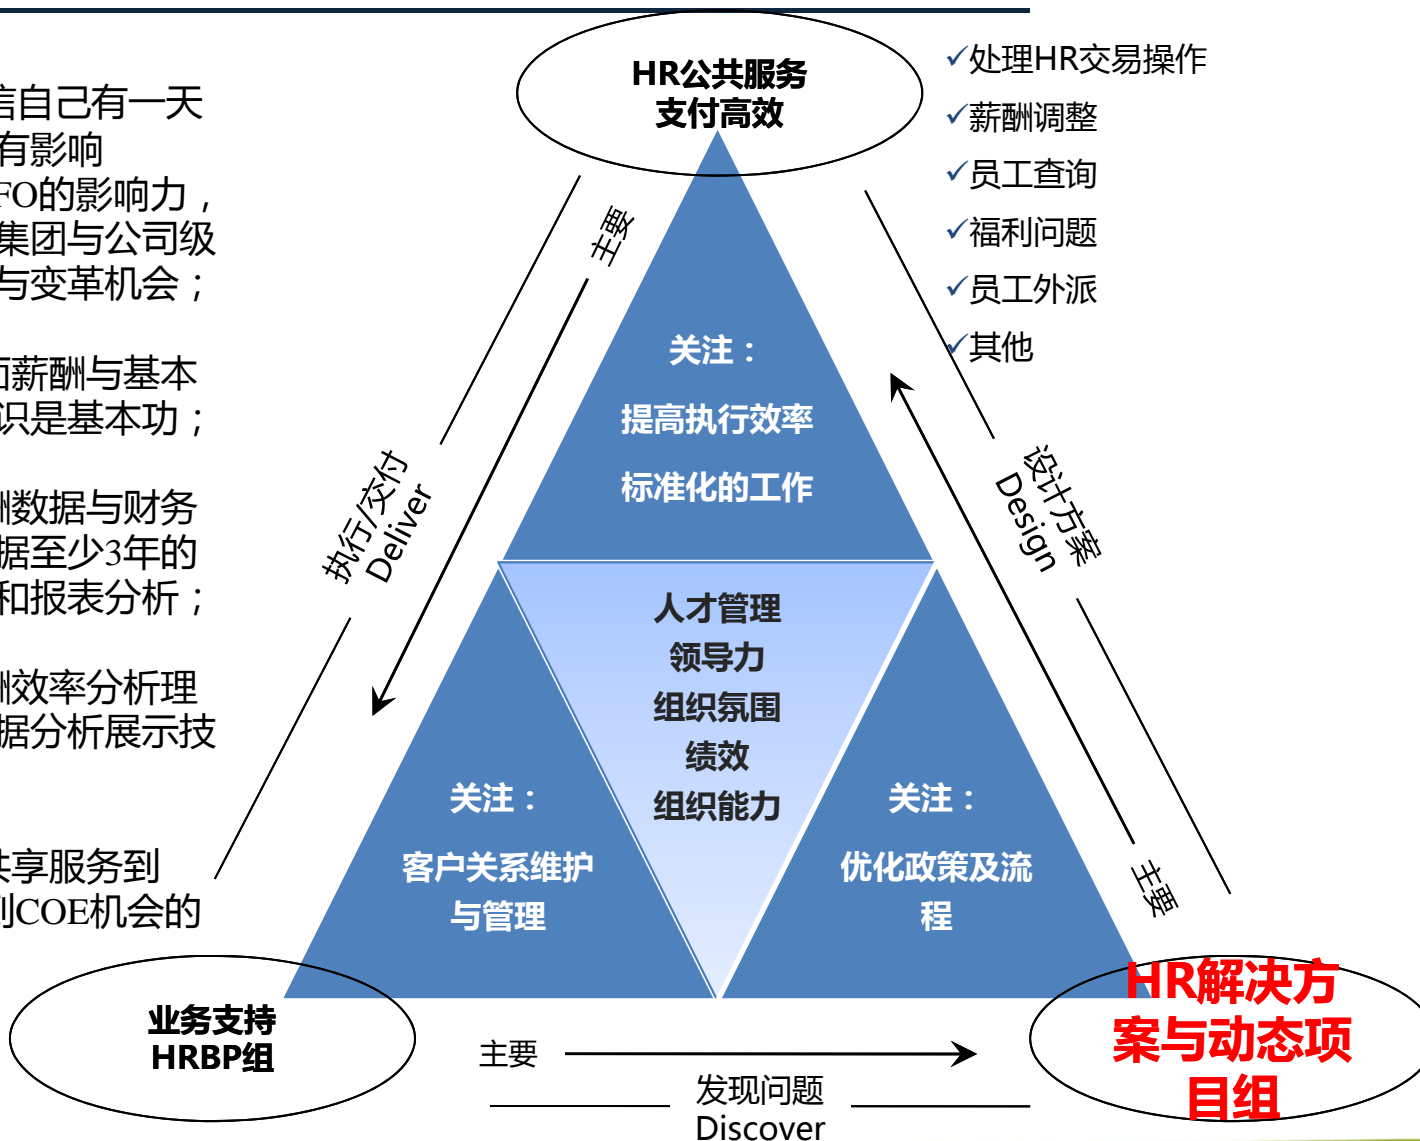 HR公共服务
支付高效
✓处理HR交易操作
✓薪酬调整
✓员工查询
✓福利问题
✓员工外派
✓其他
信自己有一天
有影响
FO的影响力，
集团与公司级
与变革机会；
面薪酬与基本
识是基本功；
酬数据与财务
据至少3年的
和报表分析；
酬效率分析理
据分析展示技
共享服务到
到COE机会的
主要
执行/交付
Deliver
关注：
提高执行效率
标准化的工作
设计方案
Design
人才管理
领导力
组织氛围
绩效
组织能力
关注：
客户关系维护
与管理
关注：
优化政策及流
程
主要
业务支持
HRBP组
主要
发现问题
Discover
HR解决方
案与动态项
目组